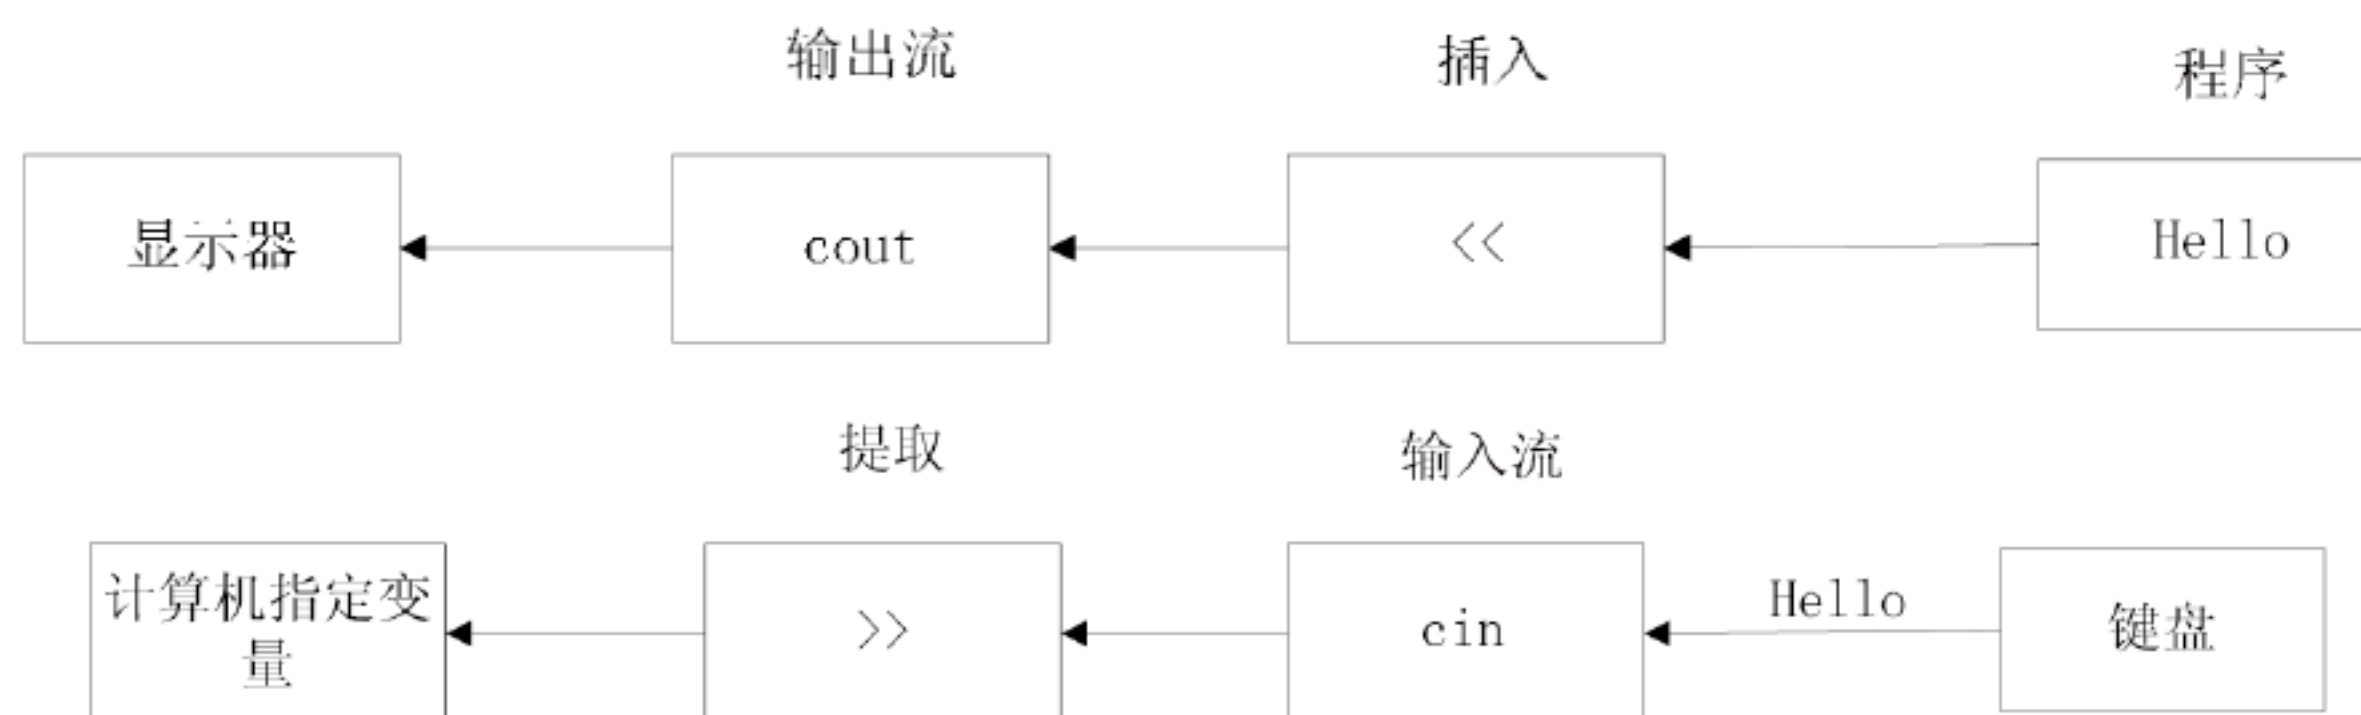 输出流
插入
程序
显示器
cout
<<
Hello
提取
输入流
计算机指定变
量
>>
cin
Hello
键盘